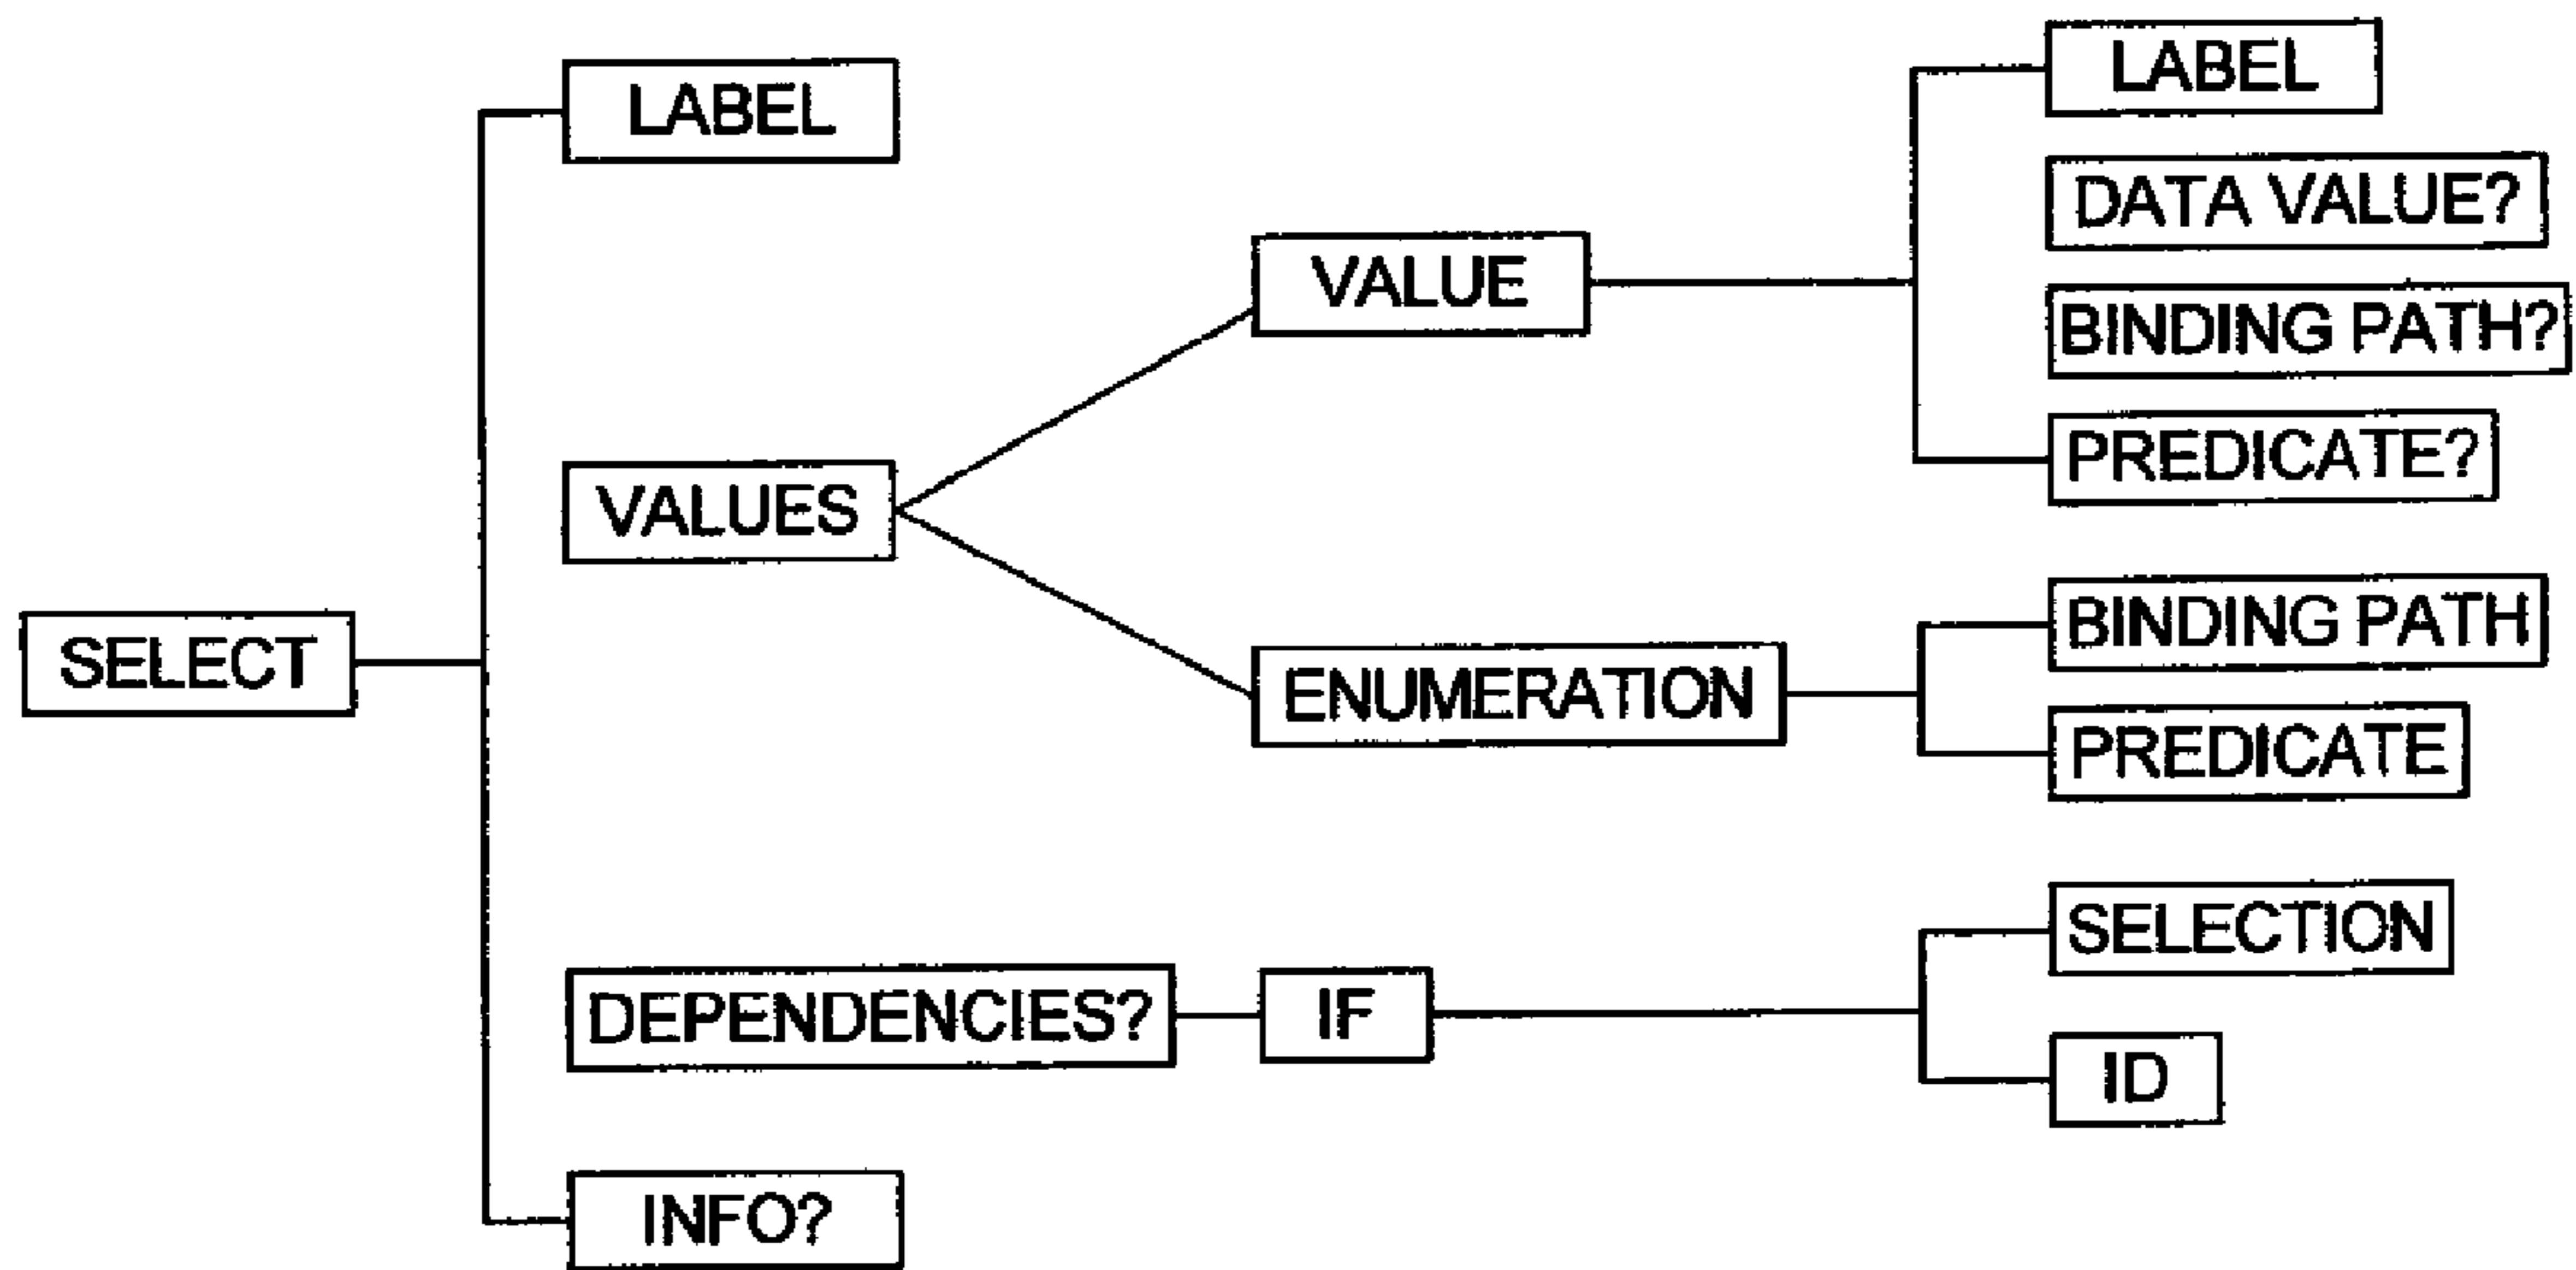 SELECT
LABEL
VALUES
DEPENDENCIES?
INFO?
VALUE
ENUMERATION
IF
LABEL
DATA VALUE?
BINDING PATH?
PREDICATE?
BINDING PATH
PREDICATE
SELECTION
ID